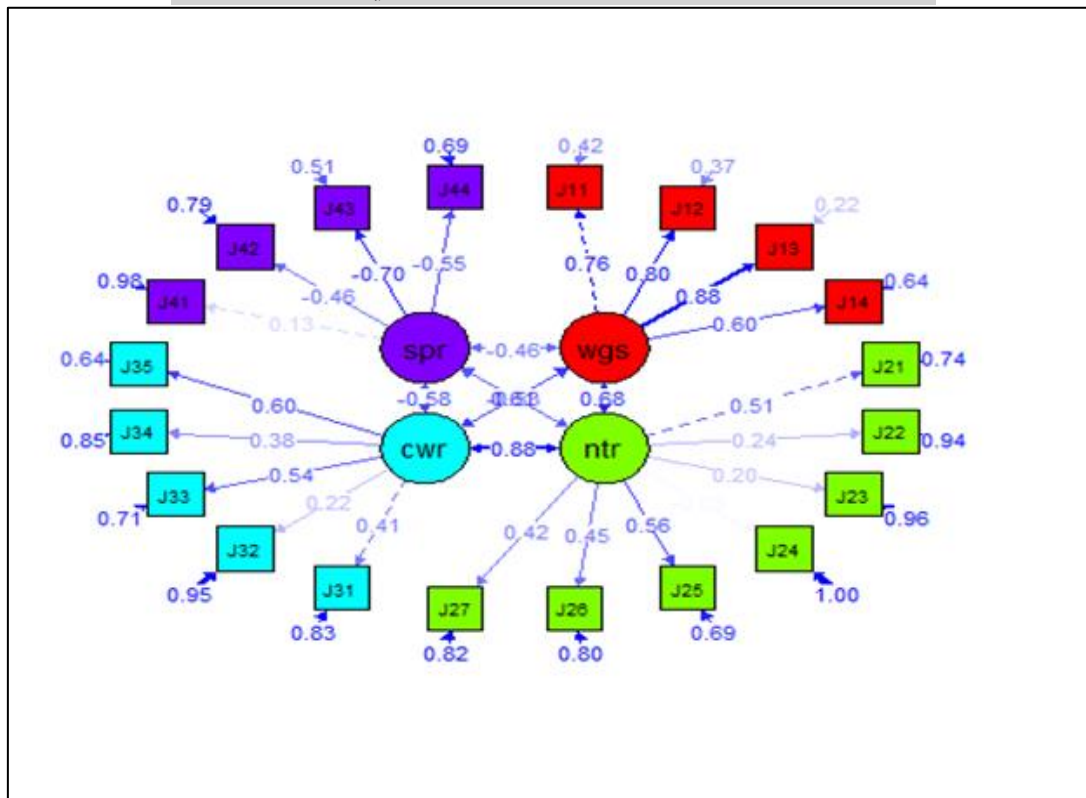 0.69 0.42
0.51 0.37
J44 J11
J43 J12
0.79 0.22
J42 J13
0.98 -0.70 -0.55 0.76 0.80 0.64
J41 -0.46 0.88 J14
0.13 0.60
spr -0.46 wgs
0.64 J35 J21 0.74
-0.58 0.68
0.60 0.51
0.85 J34 0.38 cwr 0.88 ntr 0.24 J22 0.94
0.54 0.20
J33 J23
0.71 0.22 0.41 0.42 0.45 0.56 0.96
J32 J24
J31 J25
0.95 J27 J26 1.00
0.83 0.82 0.80 0.69